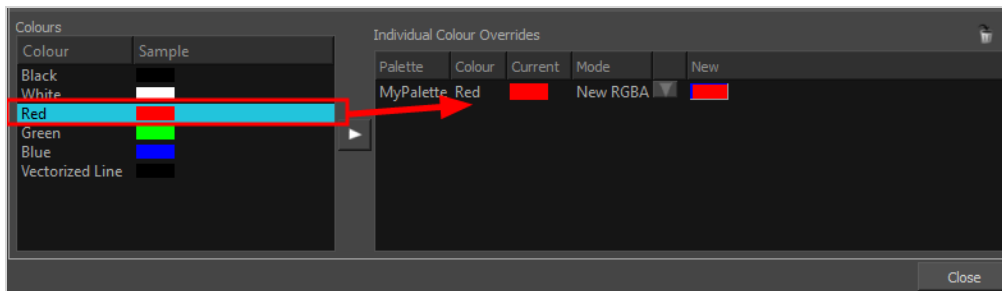 Colours
Colour Sample
Black
White
Red
Green
Blue
Vectorized Line
Individual Colour Overrides
Palette Colour Current Mode New
MyPalette Red New RGBA
Close